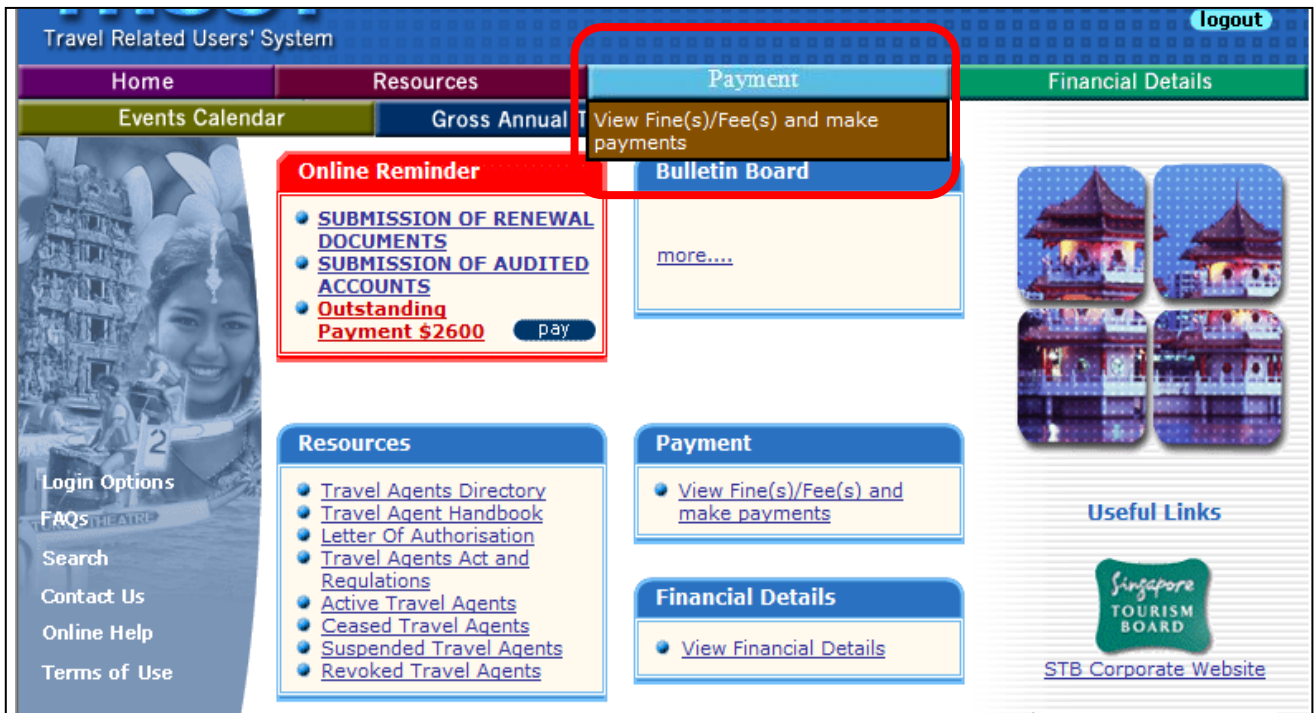 Travel Related Users' System
logout
Home
Resources
Payment
Financial Details
Events Calendar
Gross Annual
View Fine(s)/Fee(s) and make
payments
Online Reminder
SUBMISSION OF RENEWAL
DOCUMENTS
SUBMISSION OF AUDITED
ACCOUNTS
Outstanding
Payment $2600
pay
Bulletin Board
more....
Resources
Travel Agents Directory
Travel Agent Handbook
Letter Of Authorisation
Travel Agents Act and
Regulations
Active Travel Agents
Ceased Travel Agents
Suspended Travel Agents
Revoked Travel Agents
Payment
View Fine(s)/Fee(s) and
make payments
Financial Details
View Financial Details
2
Login Options
FAQs
THEATRE
Search
Contact Us
Online Help
Terms of Use
Useful Links
Singapore
TOURISM
BOARD
STB Corporate Website